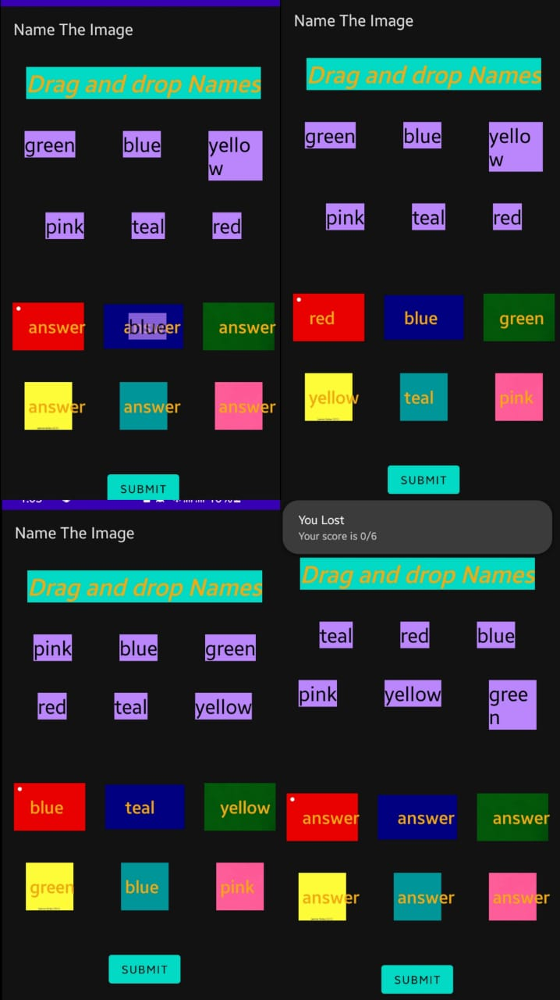 Name The Image
Drag and drop Names
green blue yello
w
pink teal red
answer answer answer
blue
answer answer answer
SUBMIT
Name The Image
Drag and drop Names
green blue yello
w
pink teal red
red blue green
yellow teal pink
SUBMIT
Name The Image
Drag and drop Names
pink blue green
red teal yellow
blue teal yellow
green blue pink
SUBMIT
You Lost
Your score is 0/6
Drag and drop Names
teal red blue
pink yellow gree
n
answer answer answer
answer answer answer
SUBMIT